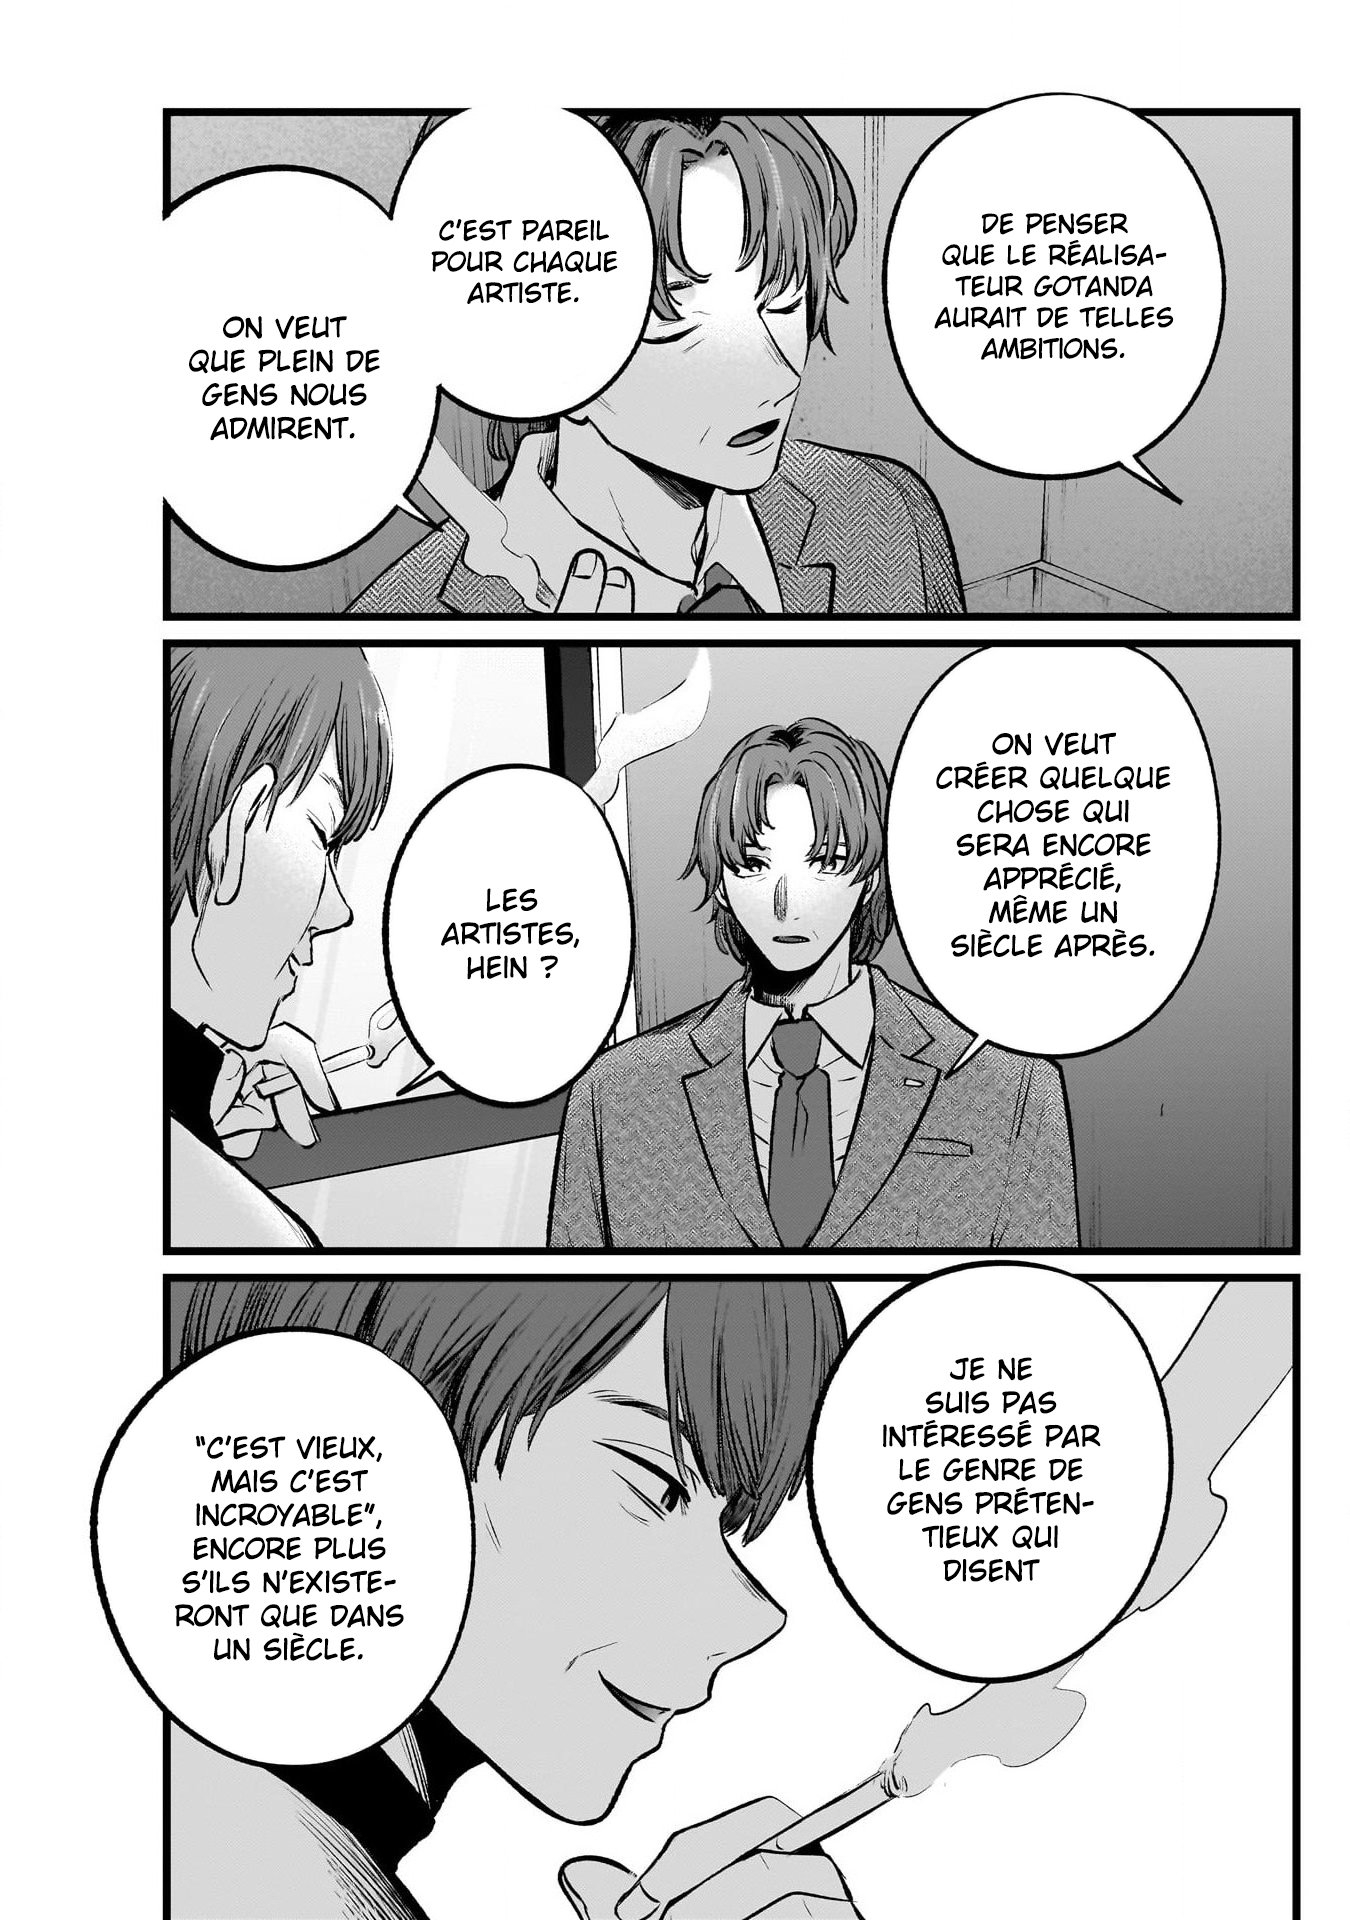 DE PENSER
QUE LE RÉALISA-
TEUR GOTANDA
AURAIT DE TELLES
AMBITIONS.
C'EST PAREIL
POUR CHAQUE
ARTISTE.
ON VEUT
QUE PLEIN DE
GENS NOUS
ADMIRENT.
ON VEUT
CRÉER QUELQUE
CHOSE QUI
SERA ENCORE
APPRÉCIÉ,
MÊME UN
SIÈCLE APRÈS.
LES
ARTISTES,
HEIN ?
JE NE
SUIS PAS
INTÉRESSÉ PAR
LE GENRE DE
GENS PRÉTEN-
TIEUX QUI
DISENT
"C'EST VIEUX,
MAIS C'EST
INCROYABLE",
ENCORE PLUS
S'ILS N'EXISTE-
RONT QUE DANS
UN SIÈCLE.